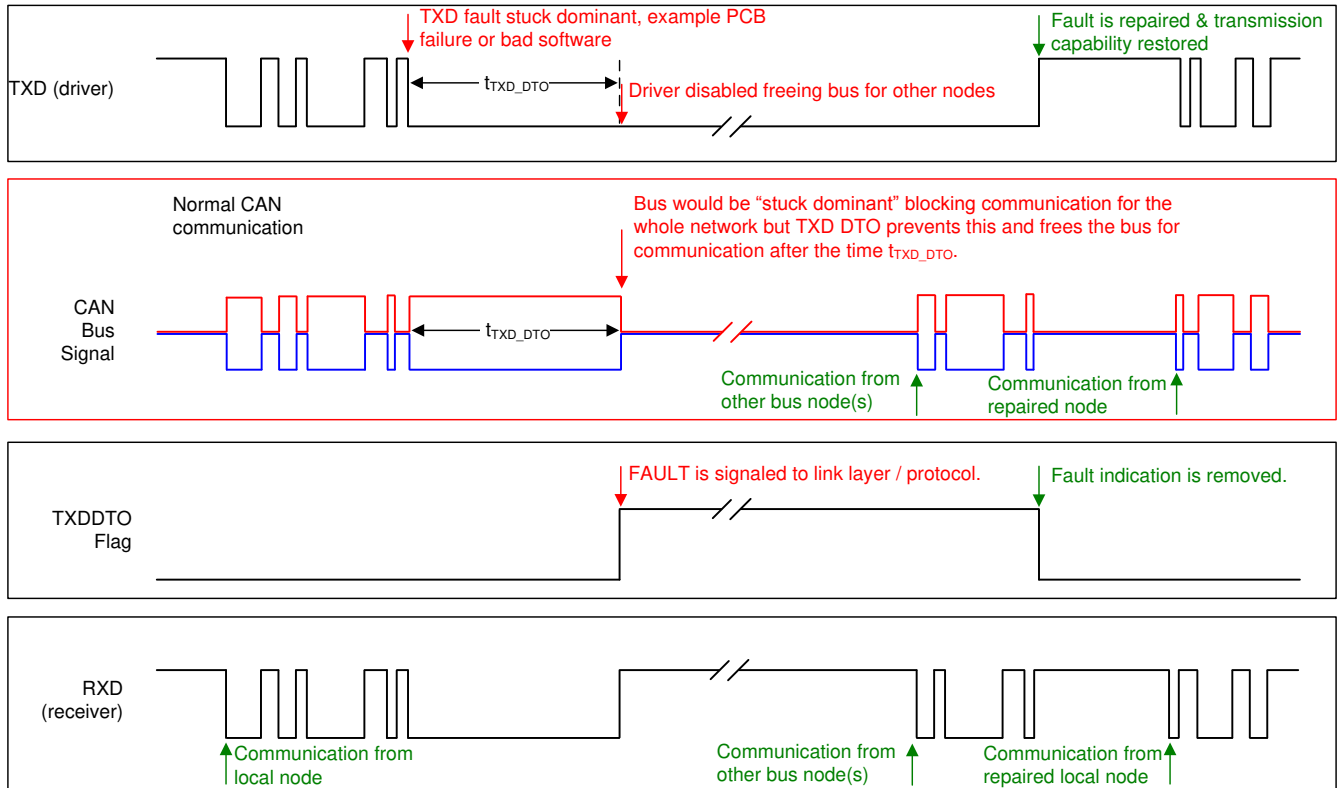 TXD fault stuck dominant, example PCB
failure or bad software
Fault is repaired & transmission
capability restored
TXD (driver)
tTXD_DTO
Driver disabled freeing bus for other nodes
Normal CAN
communication
Bus would be “stuck dominant” blocking communication for the
whole network but TXD DTO prevents this and frees the bus for
communication after the time tTXD_DTO.
CAN
Bus
Signal
tTXD_DTO
Communication from
other bus node(s)
Communication from
repaired node
FAULT is signaled to link layer / protocol.
Fault indication is removed.
TXDDTO
Flag
RXD
(receiver)
Communication from
local node
Communication from
other bus node(s)
Communication from
repaired local node